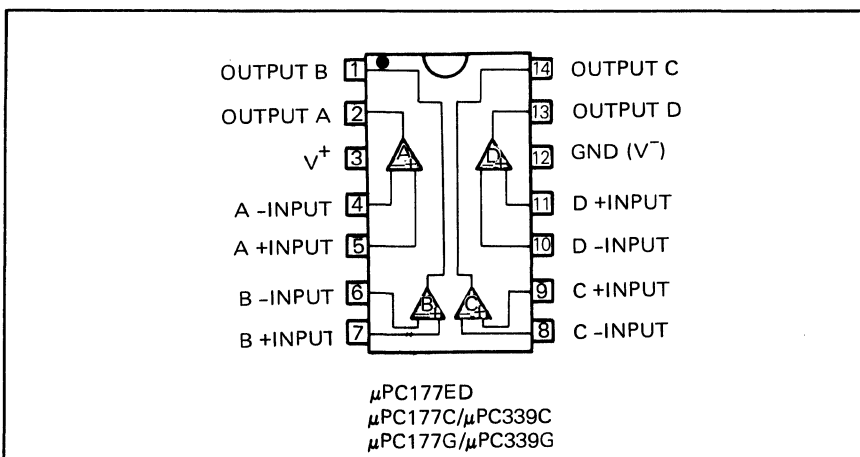 OUTPUT B 1
OUTPUT A 2
V+ 3
A -INPUT 4
A +INPUT 5
B -INPUT 6
B +INPUT 7
14 OUTPUT C
13 OUTPUT D
12 GND (V⁻)
11 D +INPUT
10 D -INPUT
9 C +INPUT
8 C -INPUT
A
- +
D
- +
B
- +
C
- +
μPC177ED
μPC177C/μPC339C
μPC177G/μPC339G